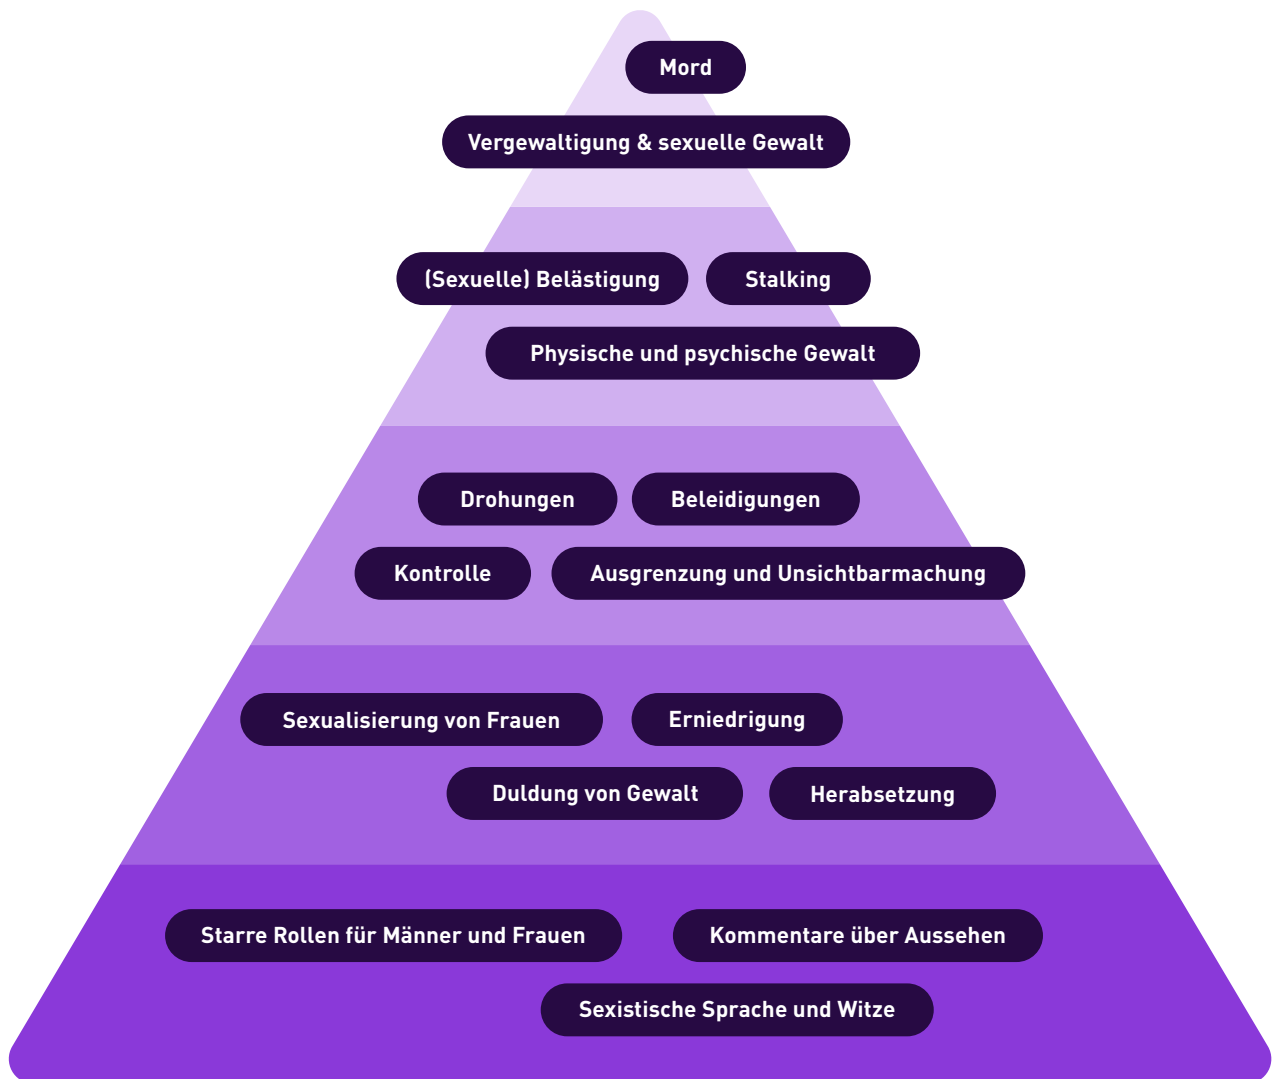 Mord
Vergewaltigung & sexuelle Gewalt
(Sexuelle) Belästigung
Stalking
Physische und psychische Gewalt
Drohungen
Beleidigungen
Kontrolle
Ausgrenzung und Unsichtbarmachung
Sexualisierung von Frauen
Erniedrigung
Duldung von Gewalt
Herabsetzung
Starre Rollen für Männer und Frauen
Kommentare über Aussehen
Sexistische Sprache und Witze